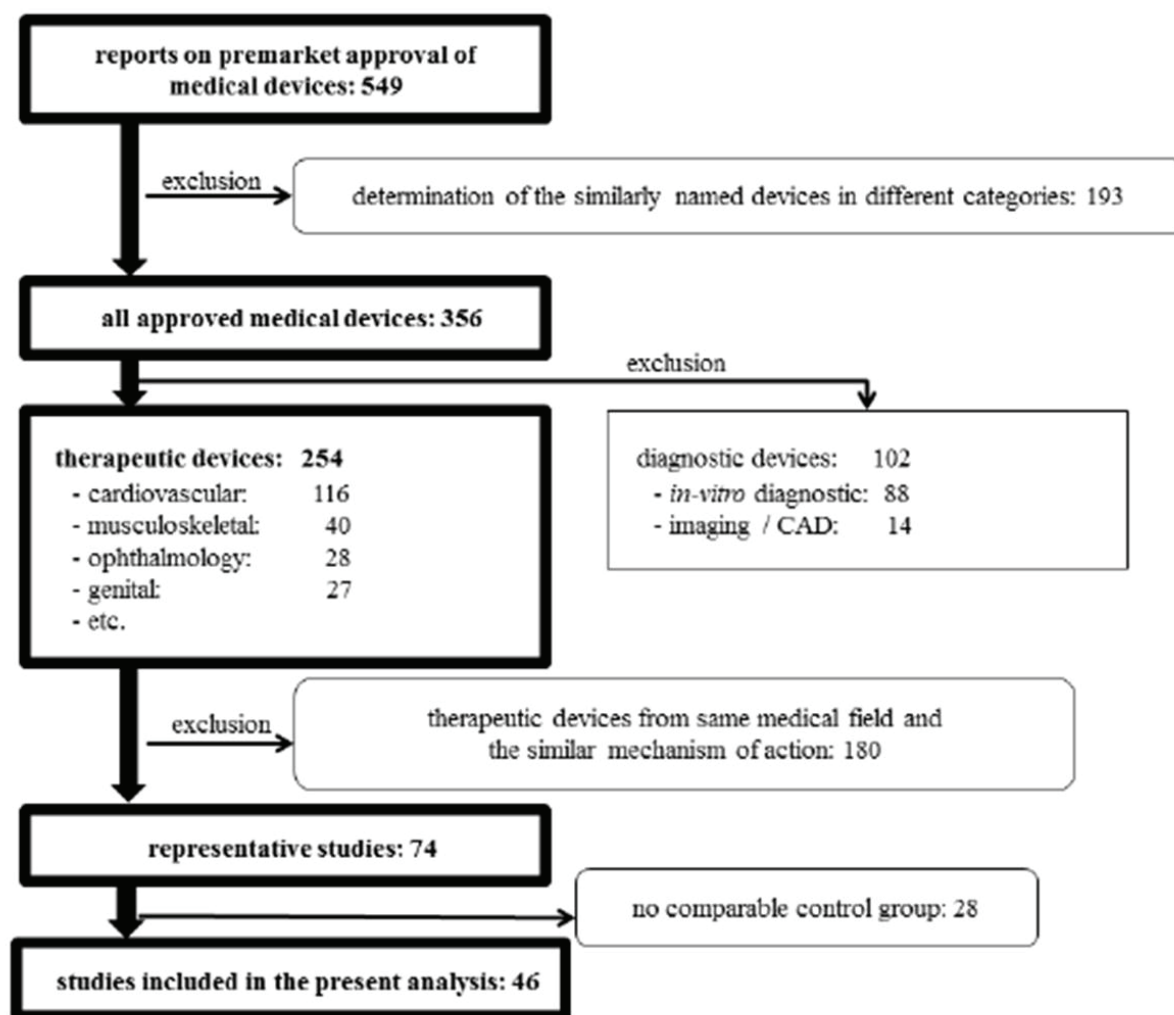 reports on premarket approval of
medical devices: 549
exclusion
determination of the similarly named devices in different categories: 193
all approved medical devices: 356
exclusion
therapeutic devices: 254
- cardiovascular: 116
- musculoskeletal: 40
- ophthalmology: 28
- genital: 27
- etc.
diagnostic devices: 102
- in-vitro diagnostic: 88
- imaging / CAD: 14
exclusion
therapeutic devices from same medical field and
the similar mechanism of action: 180
representative studies: 74
no comparable control group: 28
studies included in the present analysis: 46